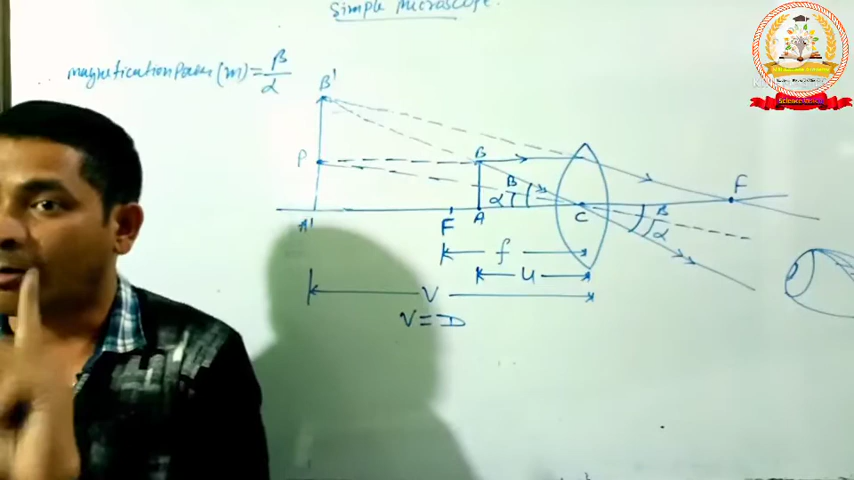 Simple Microscope.
magnification Power (m) = β/α
B'
P
B
F
β
α
C
β
α
A'
F
A
f
u
V
V = D